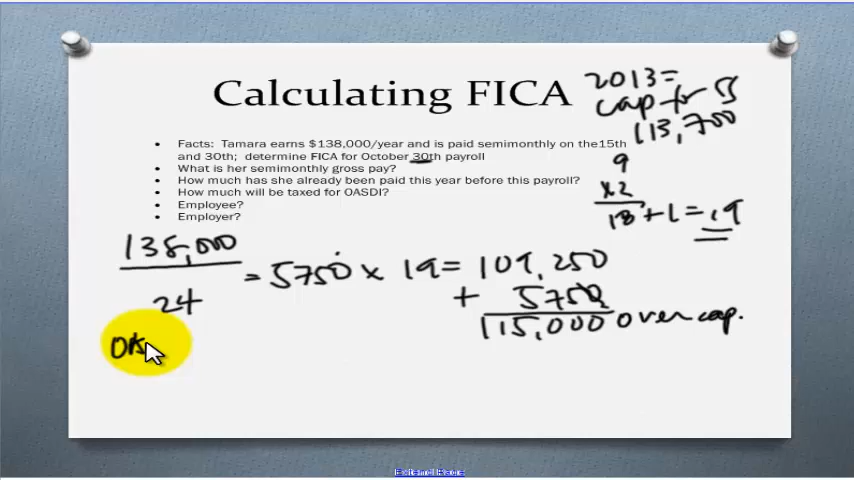 Calculating FICA
2013=
cap for SS
113,700
• Facts: Tamara earns $138,000/year and is paid semimonthly on the15th
and 30th; determine FICA for October 30th payroll
• What is her semimonthly gross pay?
• How much has she already been paid this year before this payroll?
• How much will be taxed for OASDI?
• Employee?
• Employer?
9
x2
18+1=19
138,000
24
=5750 x 19= 109,250
+ 5750
115,000 over cap.
OAS